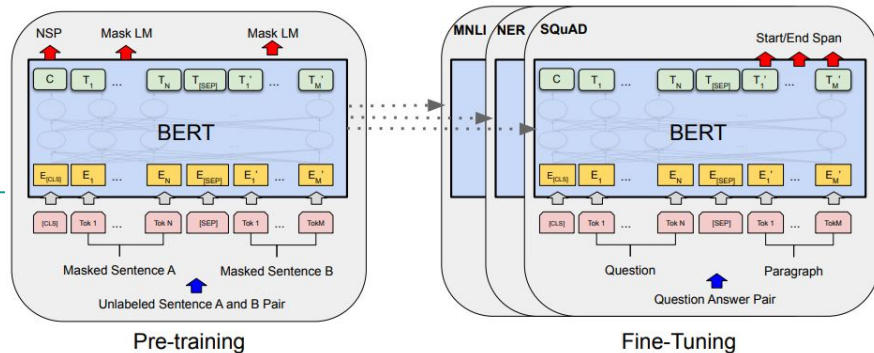 NSP Mask LM Mask LM
C T1 ... TN T[SEP] T1' ... TM'
BERT
E[CLS] E1 ... EN E[SEP] E1' ... EM'
[CLS] Tok 1 ... Tok N [SEP] Tok 1 ... TokM
Masked Sentence A Masked Sentence B
Unlabeled Sentence A and B Pair
Pre-training
MNLI NER SQuAD
Start/End Span
C T1 ... TN T[SEP] T1' ... TM'
BERT
E[CLS] E1 ... EN E[SEP] E1' ... EM'
[CLS] Tok 1 ... Tok N [SEP] Tok 1 ... TokM
Question Paragraph
Question Answer Pair
Fine-Tuning